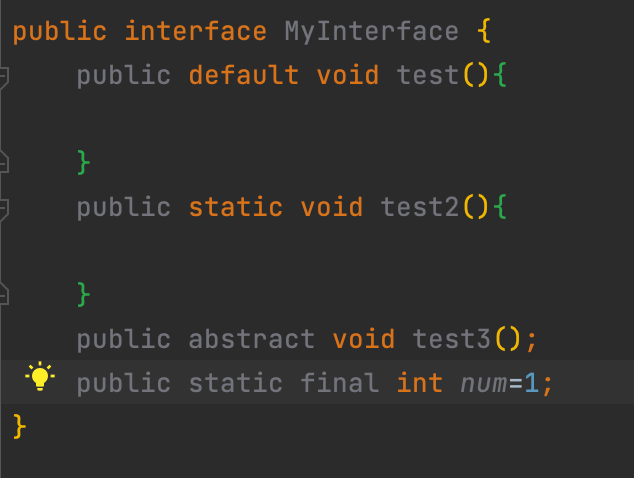 public interface MyInterface {
    public default void test(){

    }
    public static void test2(){

    }
    public abstract void test3();
    public static final int num=1;
}